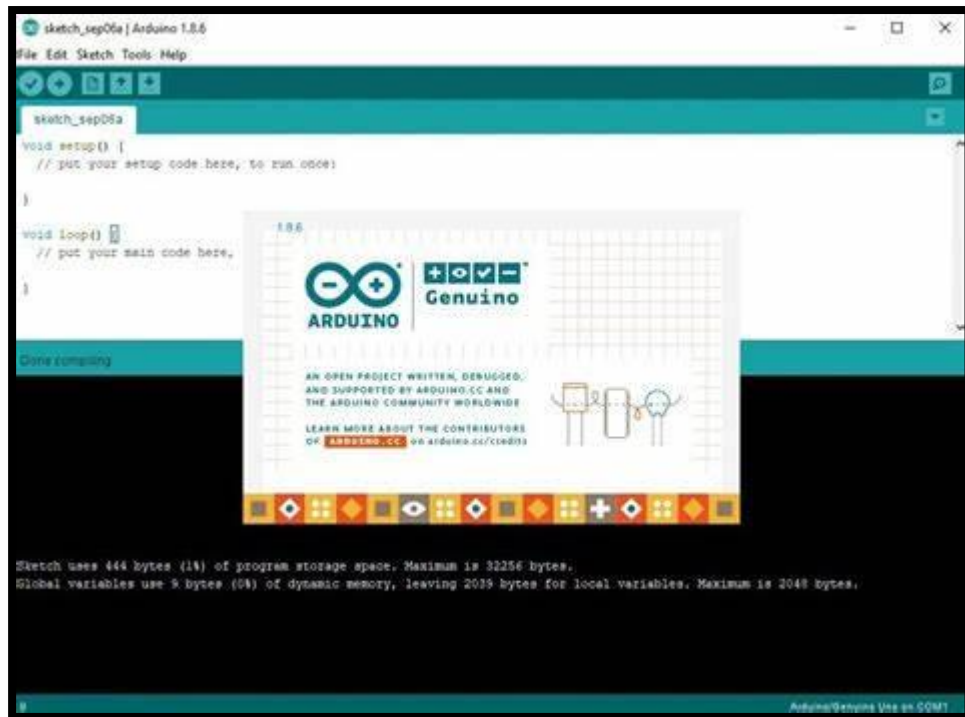 sketch_sep06a | Arduino 1.8.6
File Edit Sketch Tools Help
sketch_sep06a
void setup() {
// put your setup code here, to run once:
}
void loop() {
// put your main code here,
}
1.8.6
ARDUINO
Genuino
AN OPEN PROJECT WRITTEN, DEBUGGED,
AND SUPPORTED BY ARDUINO.CC AND
THE ARDUINO COMMUNITY WORLDWIDE
LEARN MORE ABOUT THE CONTRIBUTORS
OF ARDUINO.CC on arduino.cc/credits
Done compiling
Sketch uses 444 bytes (1%) of program storage space. Maximum is 32256 bytes.
Global variables use 9 bytes (0%) of dynamic memory, leaving 2039 bytes for local variables. Maximum is 2048 bytes.
Arduino/Genuino Uno on COM1